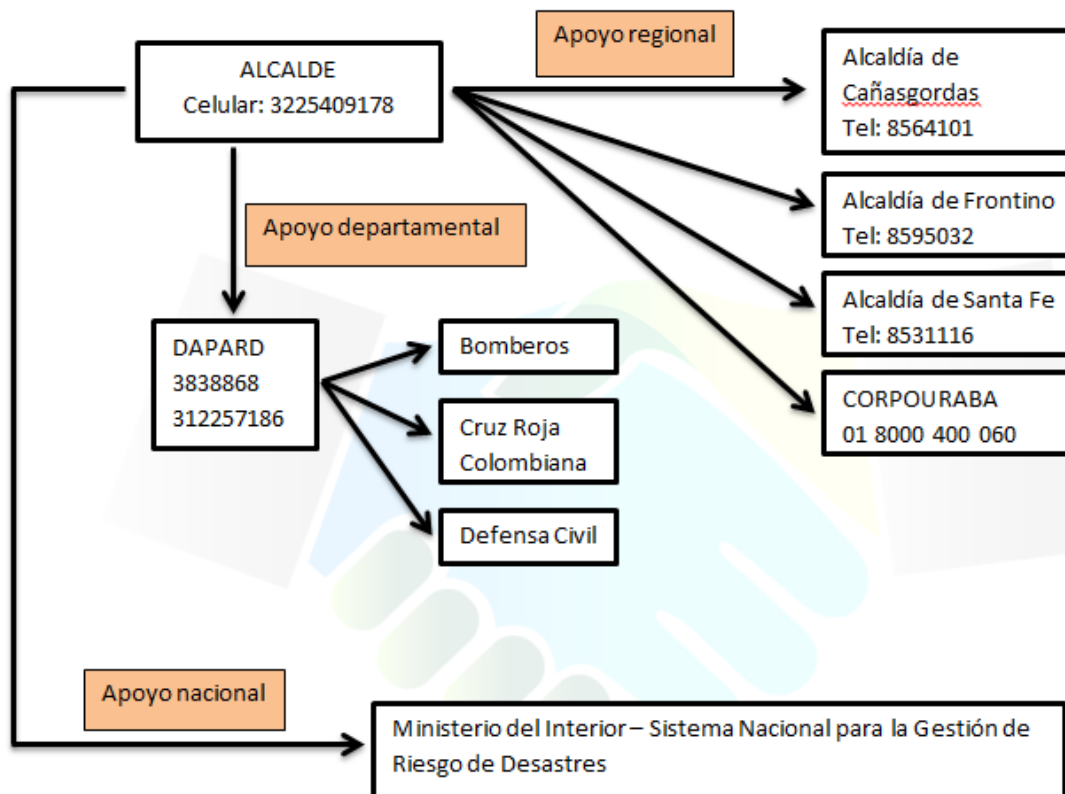 Apoyo regional
ALCALDE
Celular: 3225409178
Alcaldía de
Cañasgordas
Tel: 8564101
Alcaldía de Frontino
Tel: 8595032
Apoyo departamental
Alcaldía de Santa Fe
Tel: 8531116
DAPARD
3838868
312257186
Bomberos
Cruz Roja
Colombiana
Defensa Civil
CORPOURABA
01 8000 400 060
Apoyo nacional
Ministerio del Interior – Sistema Nacional para la Gestión de
Riesgo de Desastres